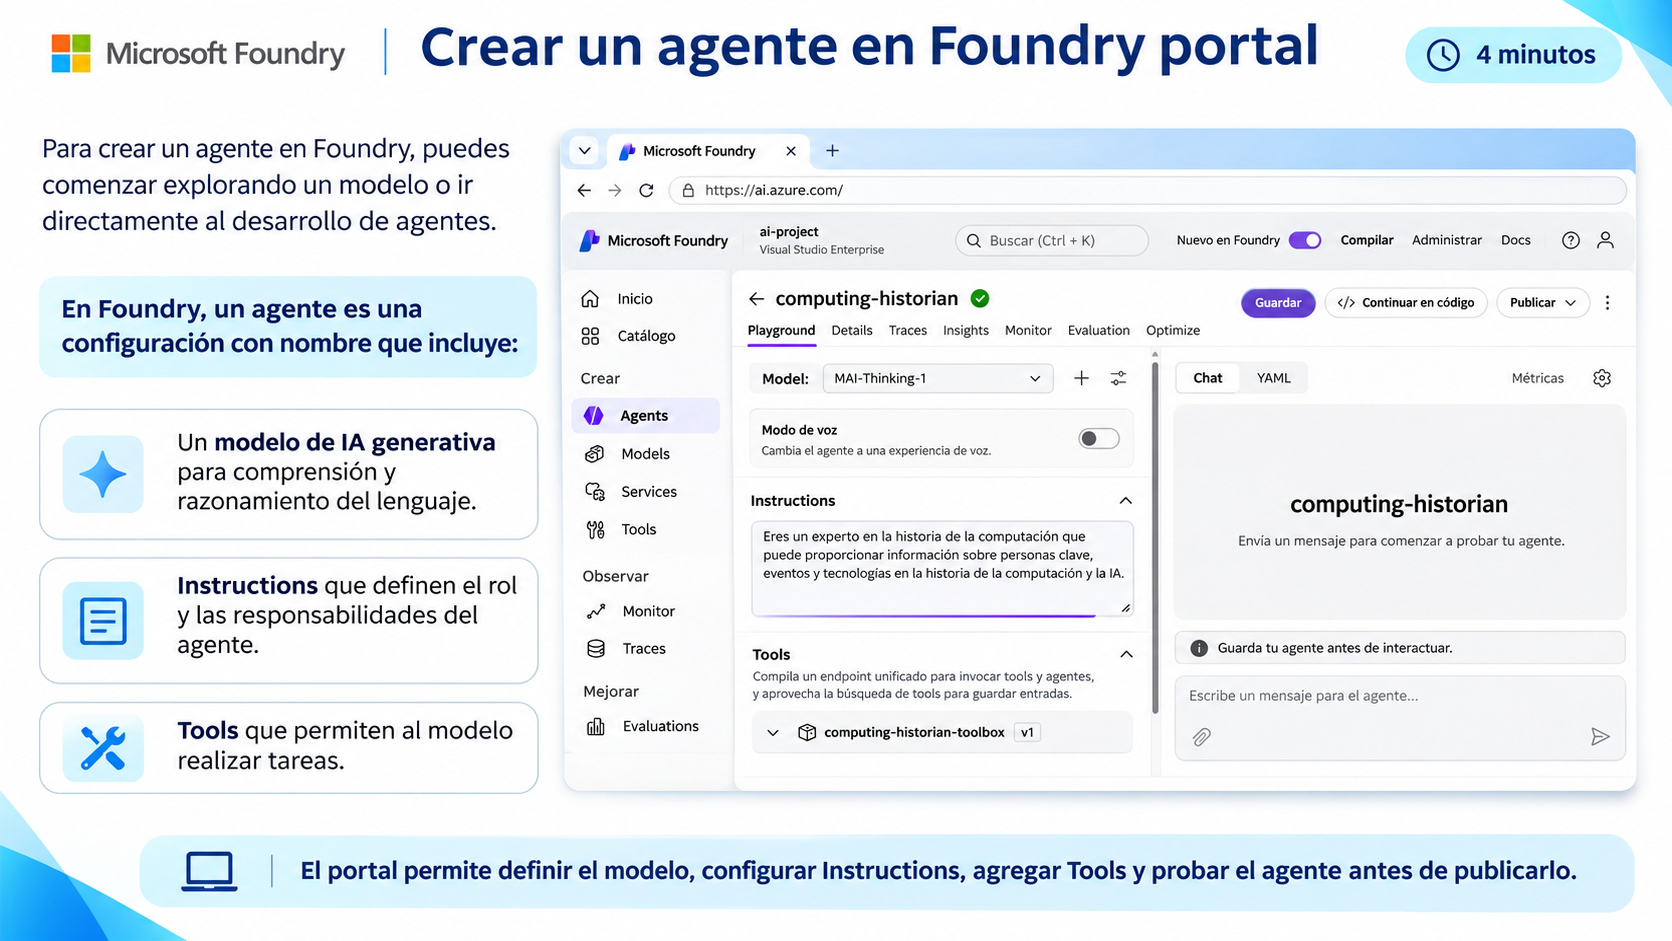 Microsoft Foundry
Crear un agente en Foundry portal
4 minutos
Para crear un agente en Foundry, puedes
comenzar explorando un modelo o ir
directamente al desarrollo de agentes.
En Foundry, un agente es una
configuración con nombre que incluye:
Un modelo de IA generativa
para comprensión y
razonamiento del lenguaje.
Instructions que definen el rol
y las responsabilidades del
agente.
Tools que permiten al modelo
realizar tareas.
Microsoft Foundry
https://ai.azure.com/
Microsoft Foundry
ai-project
Visual Studio Enterprise
Buscar (Ctrl + K)
Nuevo en Foundry
Compilar
Administrar
Docs
Inicio
Catálogo
Crear
Agents
Models
Services
Tools
Observar
Monitor
Traces
Mejorar
Evaluations
computing-historian
Guardar
Continuar en código
Publicar
Playground
Details
Traces
Insights
Monitor
Evaluation
Optimize
Model:
MAI-Thinking-1
Modo de voz
Cambia el agente a una experiencia de voz.
Instructions
Eres un experto en la historia de la computación que
puede proporcionar información sobre personas clave,
eventos y tecnologías en la historia de la computación y la IA.
Tools
Compila un endpoint unificado para invocar tools y agentes,
y aprovecha la búsqueda de tools para guardar entradas.
computing-historian-toolbox
v1
Chat
YAML
Métricas
computing-historian
Envía un mensaje para comenzar a probar tu agente.
Guarda tu agente antes de interactuar.
Escribe un mensaje para el agente...
El portal permite definir el modelo, configurar Instructions, agregar Tools y probar el agente antes de publicarlo.